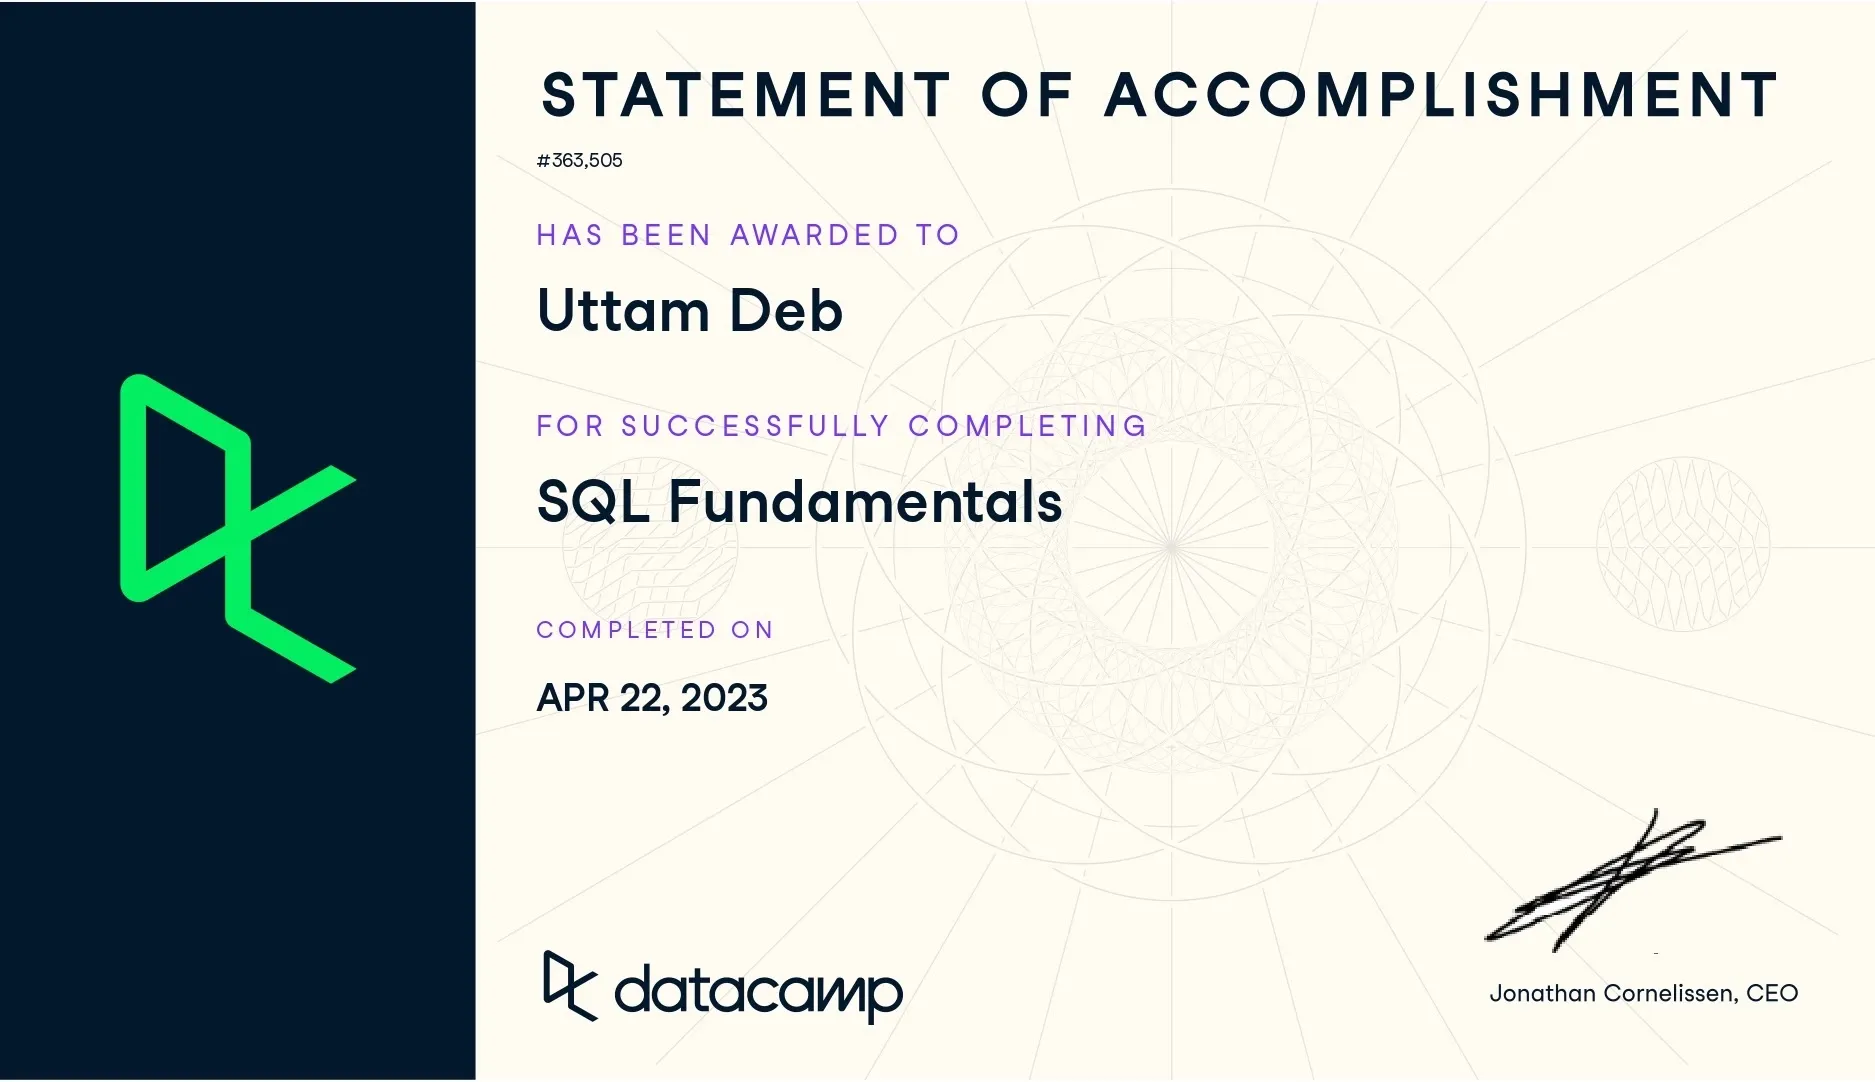 STATEMENT OF ACCOMPLISHMENT
#363,505
HAS BEEN AWARDED TO
Uttam Deb
FOR SUCCESSFULLY COMPLETING
SQL Fundamentals
COMPLETED ON
APR 22, 2023
datacamp
Jonathan Cornelissen, CEO